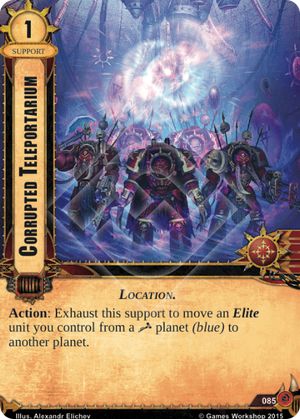 1
SUPPORT
CORRUPTED TELEPORTARIUM
LOCATION.
Action: Exhaust this support to move an Elite
unit you control from a planet (blue) to
another planet.
085
Illus. Alexandr Elichev
© Games Workshop 2015